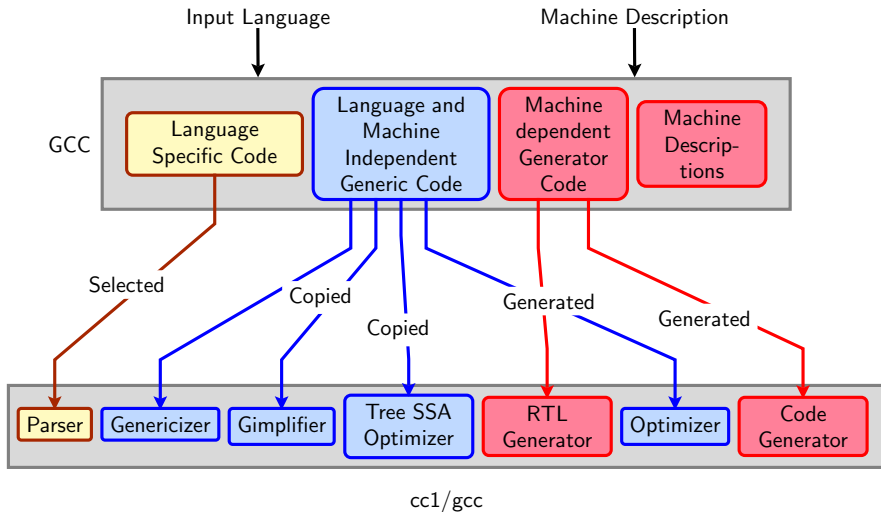 Input Language
Machine Description
GCC
Language
Specific Code
Language and
Machine
Independent
Generic Code
Machine
dependent
Generator
Code
Machine
Descrip-
tions
Selected
Copied
Copied
Generated
Generated
Parser
Genericizer
Gimplifier
Tree SSA
Optimizer
RTL
Generator
Optimizer
Code
Generator
cc1/gcc